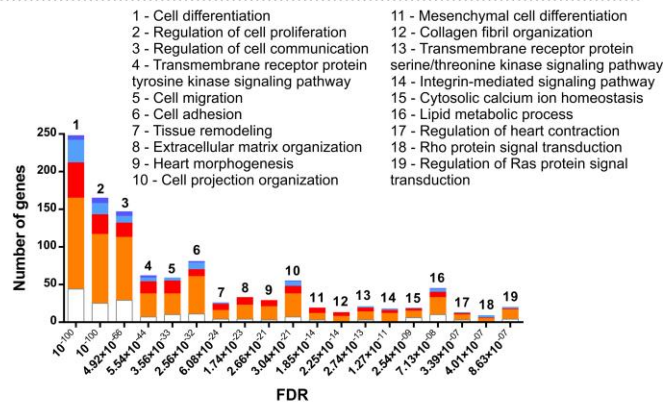 1 - Cell differentiation
2 - Regulation of cell proliferation
3 - Regulation of cell communication
4 - Transmembrane receptor protein
tyrosine kinase signaling pathway
5 - Cell migration
6 - Cell adhesion
7 - Tissue remodeling
8 - Extracellular matrix organization
9 - Heart morphogenesis
10 - Cell projection organization
11 - Mesenchymal cell differentiation
12 - Collagen fibril organization
13 - Transmembrane receptor protein
serine/threonine kinase signaling pathway
14 - Integrin-mediated signaling pathway
15 - Cytosolic calcium ion homeostasis
16 - Lipid metabolic process
17 - Regulation of heart contraction
18 - Rho protein signal transduction
19 - Regulation of Ras protein signal
transduction
Number of genes
250
200
150
100
50
0
1
2
3
4
5
6
7
8
9
10
11
12
13
14
15
16
17
18
19
10⁻¹⁰⁰
10⁻¹⁰⁰
4.92×10⁻⁶⁶
5.54×10⁻⁴⁴
3.56×10⁻³³
2.56×10⁻³²
6.08×10⁻²⁴
1.74×10⁻²³
2.66×10⁻²¹
3.04×10⁻²¹
1.85×10⁻¹⁴
2.25×10⁻¹⁴
2.74×10⁻¹³
1.27×10⁻¹¹
2.54×10⁻⁰⁹
7.13×10⁻⁰⁸
3.39×10⁻⁰⁷
4.01×10⁻⁰⁷
8.63×10⁻⁰⁷
FDR